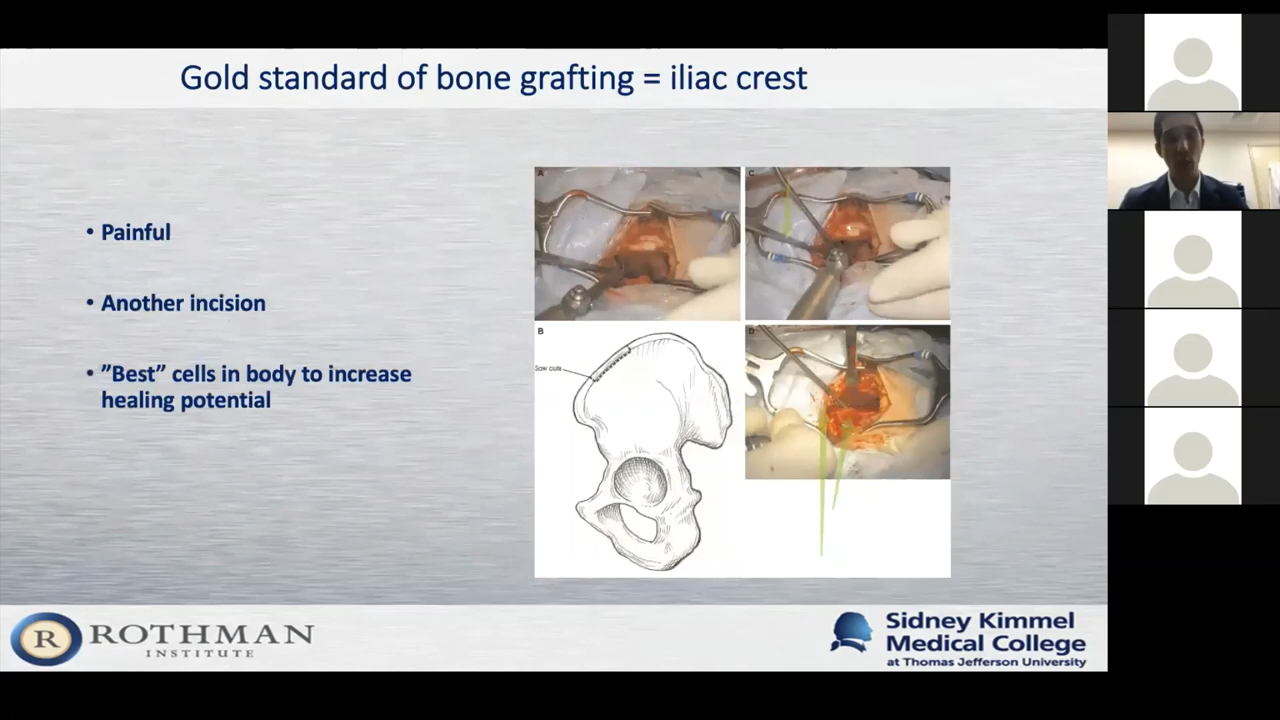 Gold standard of bone grafting = iliac crest
• Painful
• Another incision
• ”Best” cells in body to increase
healing potential
A
C
B
Saw cuts
D
R ROTHMAN
INSTITUTE
Sidney Kimmel
Medical College
at Thomas Jefferson University